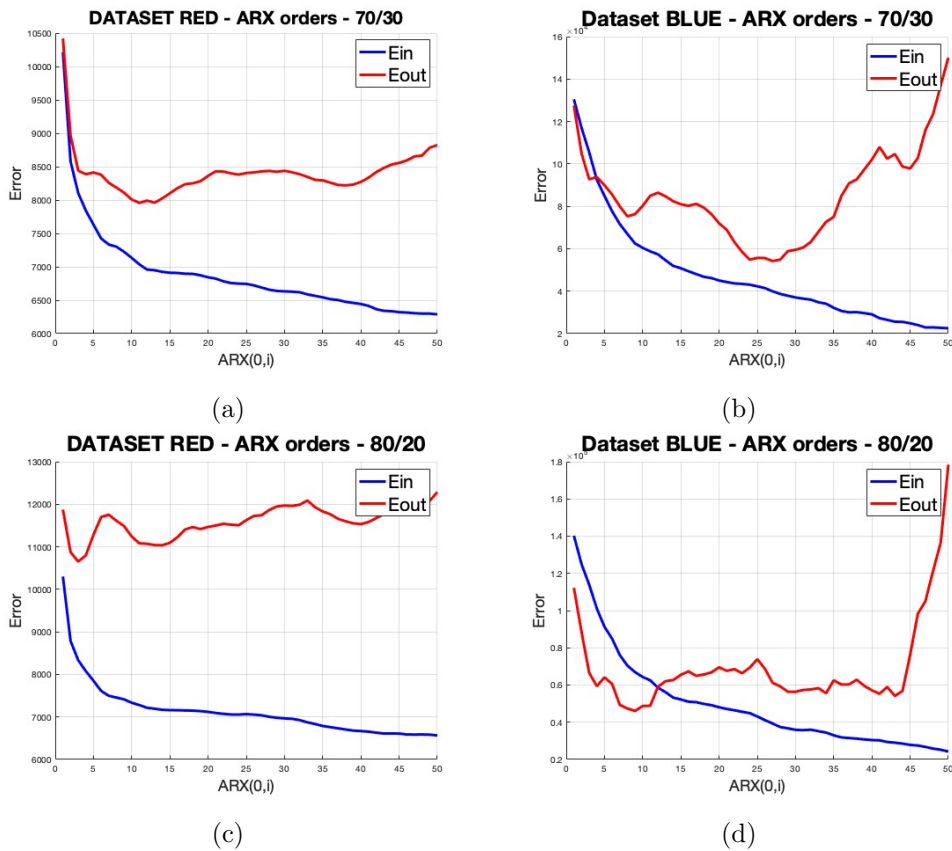 DATASET RED - ARX orders - 70/30
10500
10000
9500
9000
8500
8000
7500
7000
6500
6000
Error
Ein
Eout
0 5 10 15 20 25 30 35 40 45 50
ARX(0,i)
(a)
Dataset BLUE - ARX orders - 70/30
16
14
12
10
8
6
4
2
Error
Ein
Eout
0 5 10 15 20 25 30 35 40 45 50
ARX(0,i)
(b)
DATASET RED - ARX orders - 80/20
13000
12000
11000
10000
9000
8000
7000
6000
Error
Ein
Eout
0 5 10 15 20 25 30 35 40 45 50
ARX(0,i)
(c)
Dataset BLUE - ARX orders - 80/20
1.8
1.6
1.4
1.2
1
0.8
0.6
0.4
0.2
Error
Ein
Eout
0 5 10 15 20 25 30 35 40 45 50
ARX(0,i)
(d)